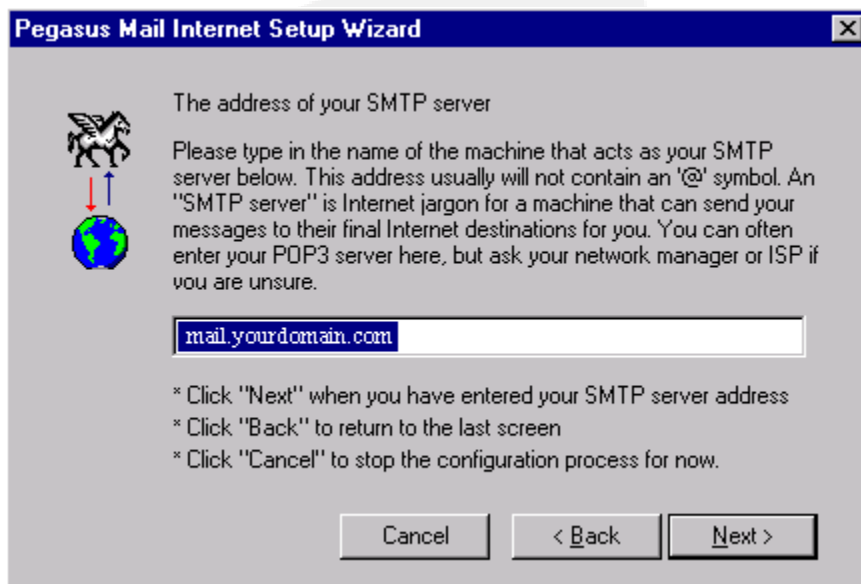 Pegasus Mail Internet Setup Wizard
The address of your SMTP server
Please type in the name of the machine that acts as your SMTP
server below. This address usually will not contain an '@' symbol. An
"SMTP server" is Internet jargon for a machine that can send your
messages to their final Internet destinations for you. You can often
enter your POP3 server here, but ask your network manager or ISP if
you are unsure.
mail.yourdomain.com
* Click "Next" when you have entered your SMTP server address
* Click "Back" to return to the last screen
* Click "Cancel" to stop the configuration process for now.
Cancel < Back Next >